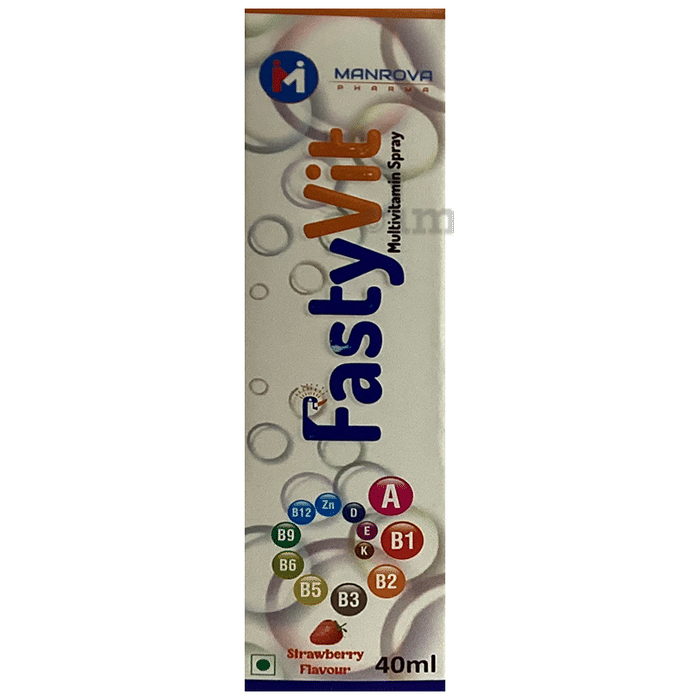 MANROVA
PHARMA
FastyVit
Multivitamin Spray
A
B1
B2
B3
B5
B6
B9
B12
Zn
D
E
K
Strawberry
Flavour
40ml